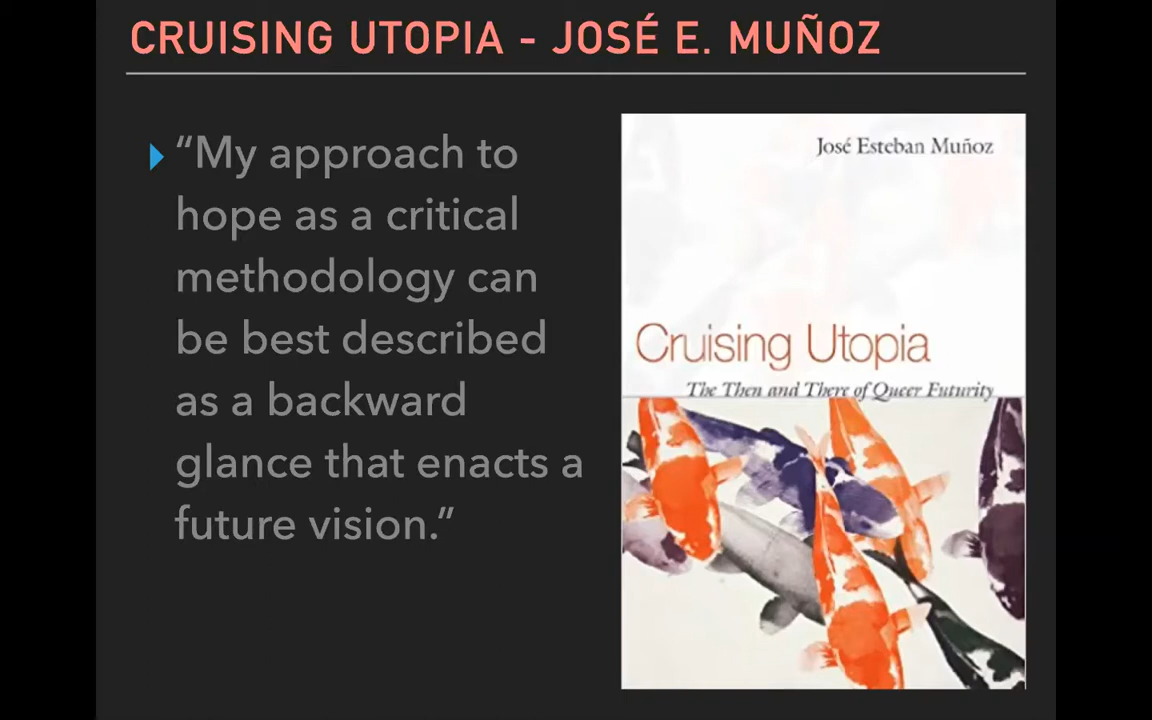 CRUISING UTOPIA - JOSÉ E. MUÑOZ
“My approach to
hope as a critical
methodology can
be best described
as a backward
glance that enacts a
future vision.”
José Esteban Muñoz
Cruising Utopia
The Then and There of Queer Futurity